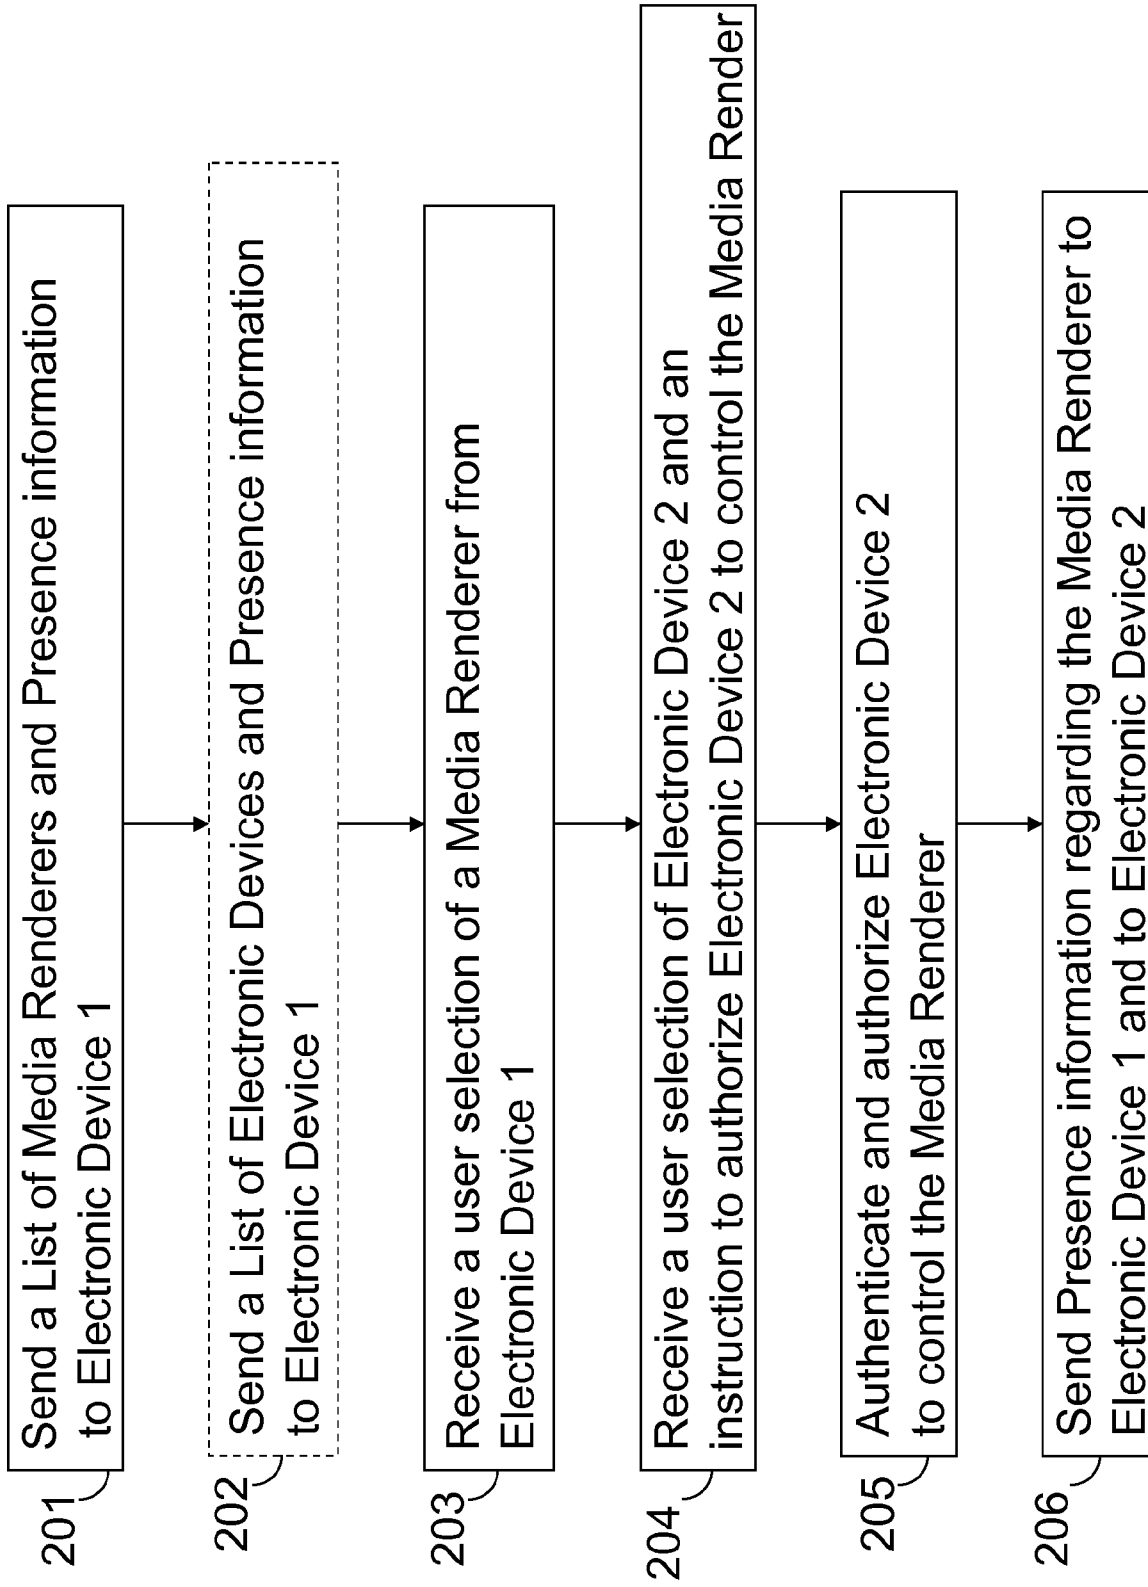 201
Send a List of Media Renderers and Presence information
to Electronic Device 1
202
Send a List of Electronic Devices and Presence information
to Electronic Device 1
203
Receive a user selection of a Media Renderer from
Electronic Device 1
204
Receive a user selection of Electronic Device 2 and an
instruction to authorize Electronic Device 2 to control the Media Render
205
Authenticate and authorize Electronic Device 2
to control the Media Renderer
206
Send Presence information regarding the Media Renderer to
Electronic Device 1 and to Electronic Device 2